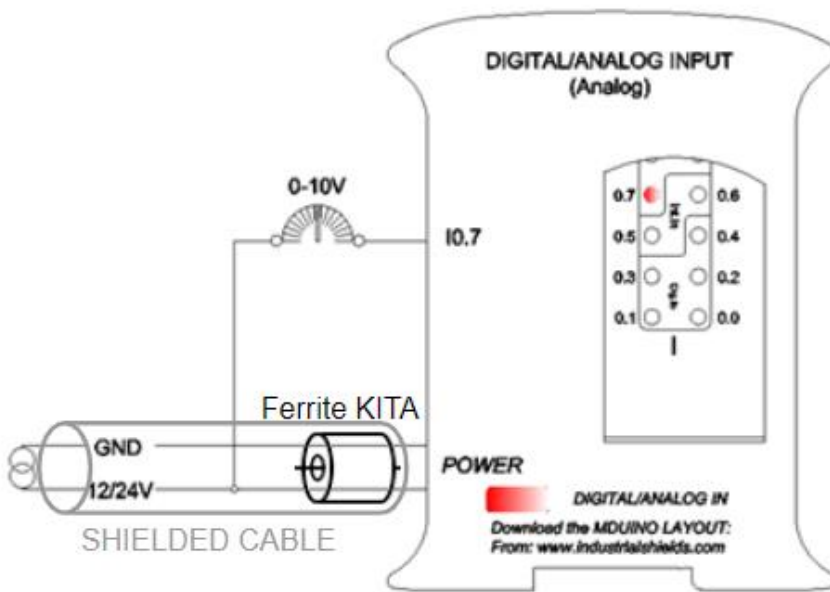 DIGITAL/ANALOG INPUT
(Analog)
0-10V
I0.7
0.7 0.6
0.5 0.4
0.3 0.2
0.1 0.0
I
Ferrite KITA
GND
12/24V
SHIELDED CABLE
POWER
DIGITAL/ANALOG IN
Download the MDUINO LAYOUT:
From: www.industrialshields.com